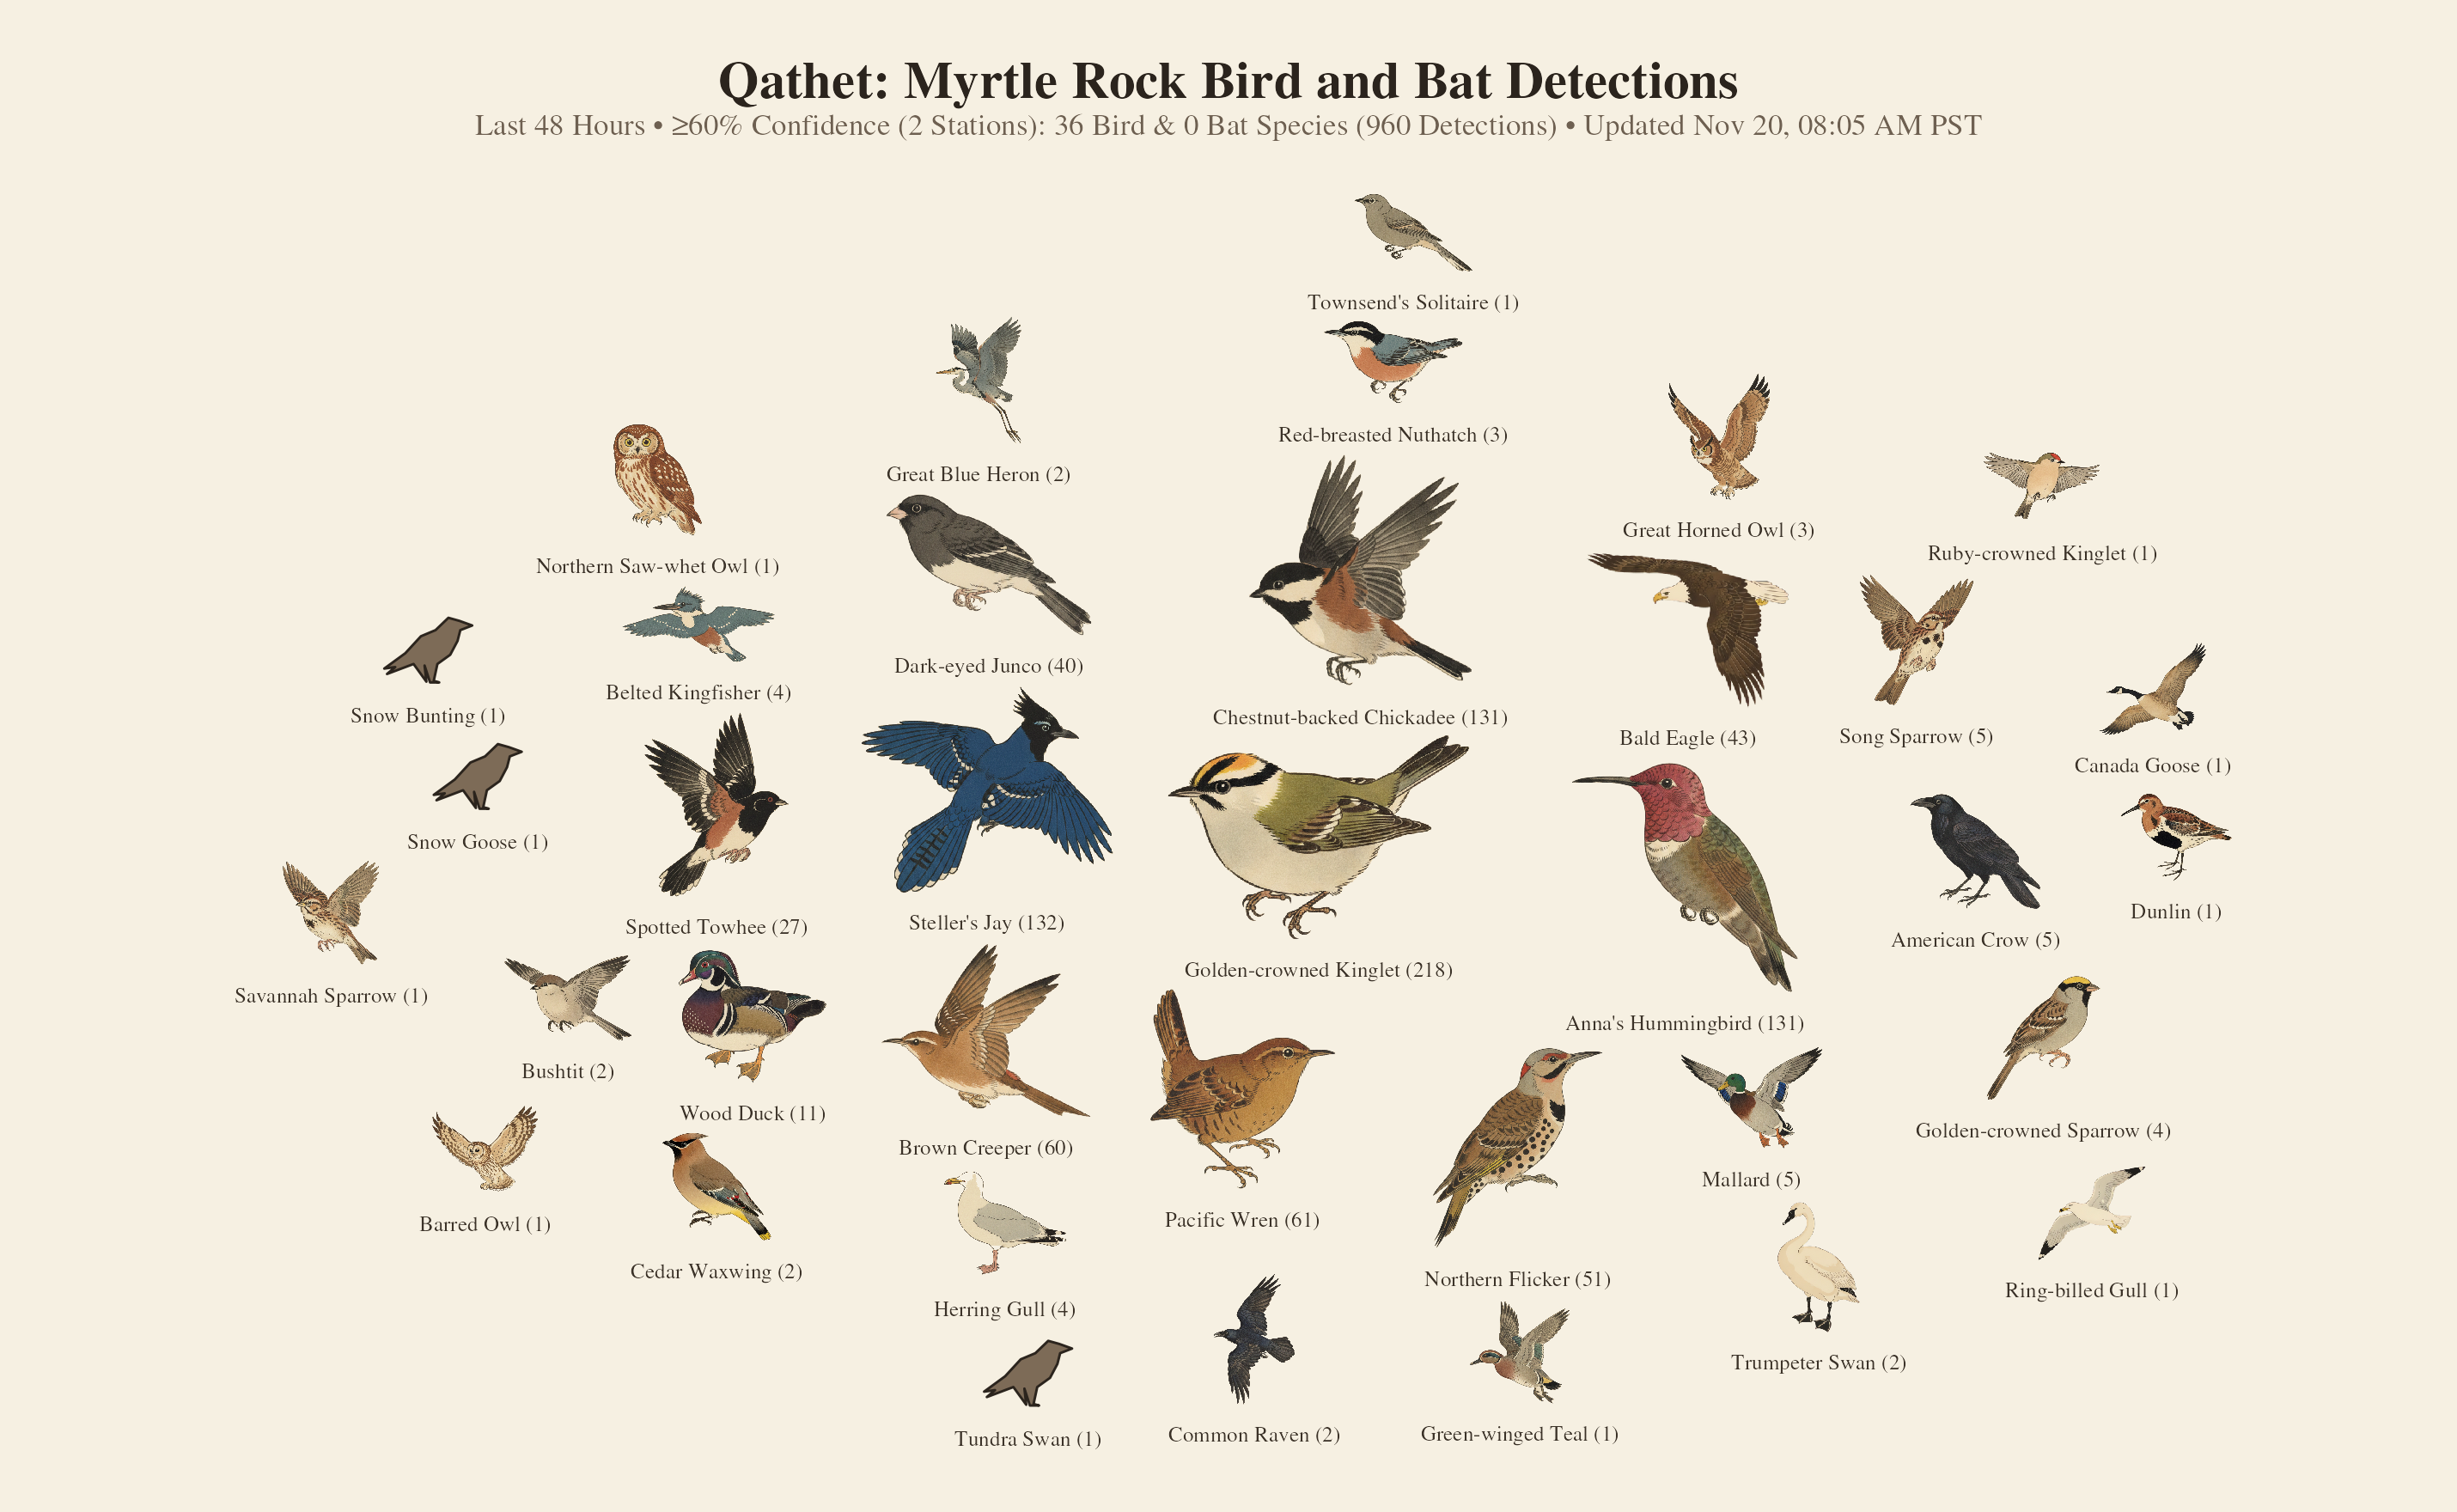 Qathet: Myrtle Rock Bird and Bat Detections
Last 48 Hours • ≥60% Confidence (2 Stations): 36 Bird & 0 Bat Species (960 Detections) • Updated Nov 20, 08:05 AM PST
Townsend's Solitaire (1)
Red-breasted Nuthatch (3)
Great Blue Heron (2)
Great Horned Owl (3)
Ruby-crowned Kinglet (1)
Northern Saw-whet Owl (1)
Dark-eyed Junco (40)
Belted Kingfisher (4)
Snow Bunting (1)
Chestnut-backed Chickadee (131)
Bald Eagle (43)
Song Sparrow (5)
Canada Goose (1)
Snow Goose (1)
Spotted Towhee (27)
Steller's Jay (132)
Golden-crowned Kinglet (218)
American Crow (5)
Dunlin (1)
Savannah Sparrow (1)
Anna's Hummingbird (131)
Bushtit (2)
Wood Duck (11)
Brown Creeper (60)
Golden-crowned Sparrow (4)
Mallard (5)
Barred Owl (1)
Pacific Wren (61)
Cedar Waxwing (2)
Northern Flicker (51)
Ring-billed Gull (1)
Herring Gull (4)
Trumpeter Swan (2)
Tundra Swan (1)
Common Raven (2)
Green-winged Teal (1)